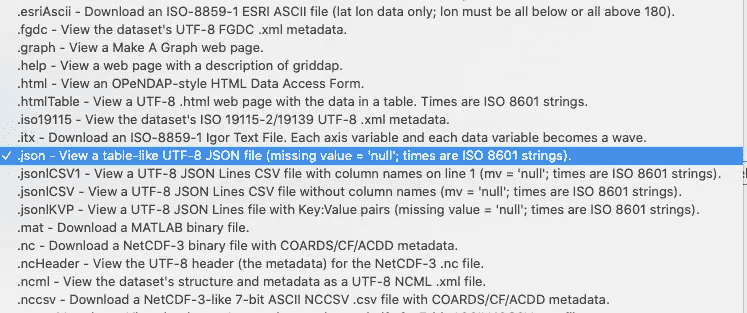 .esriAscii - Download an ISO-8859-1 ESRI ASCII file (lat lon data only; lon must be all below or all above 180).
.fgdc - View the dataset's UTF-8 FGDC .xml metadata.
.graph - View a Make A Graph web page.
.help - View a web page with a description of griddap.
.html - View an OPeNDAP-style HTML Data Access Form.
.htmlTable - View a UTF-8 .html web page with the data in a table. Times are ISO 8601 strings.
.iso19115 - View the dataset's ISO 19115-2/19139 UTF-8 .xml metadata.
.itx - Download an ISO-8859-1 Igor Text File. Each axis variable and each data variable becomes a wave.
✓ .json - View a table-like UTF-8 JSON file (missing value = 'null'; times are ISO 8601 strings).
.jsonlCSV1 - View a UTF-8 JSON Lines CSV file with column names on line 1 (mv = 'null'; times are ISO 8601 strings).
.jsonlCSV - View a UTF-8 JSON Lines CSV file without column names (mv = 'null'; times are ISO 8601 strings).
.jsonlKVP - View a UTF-8 JSON Lines file with Key:Value pairs (missing value = 'null'; times are ISO 8601 strings).
.mat - Download a MATLAB binary file.
.nc - Download a NetCDF-3 binary file with COARDS/CF/ACDD metadata.
.ncHeader - View the UTF-8 header (the metadata) for the NetCDF-3 .nc file.
.ncml - View the dataset's structure and metadata as a UTF-8 NCML .xml file.
.nccsv - Download a NetCDF-3-like 7-bit ASCII NCCSV .csv file with COARDS/CF/ACDD metadata.